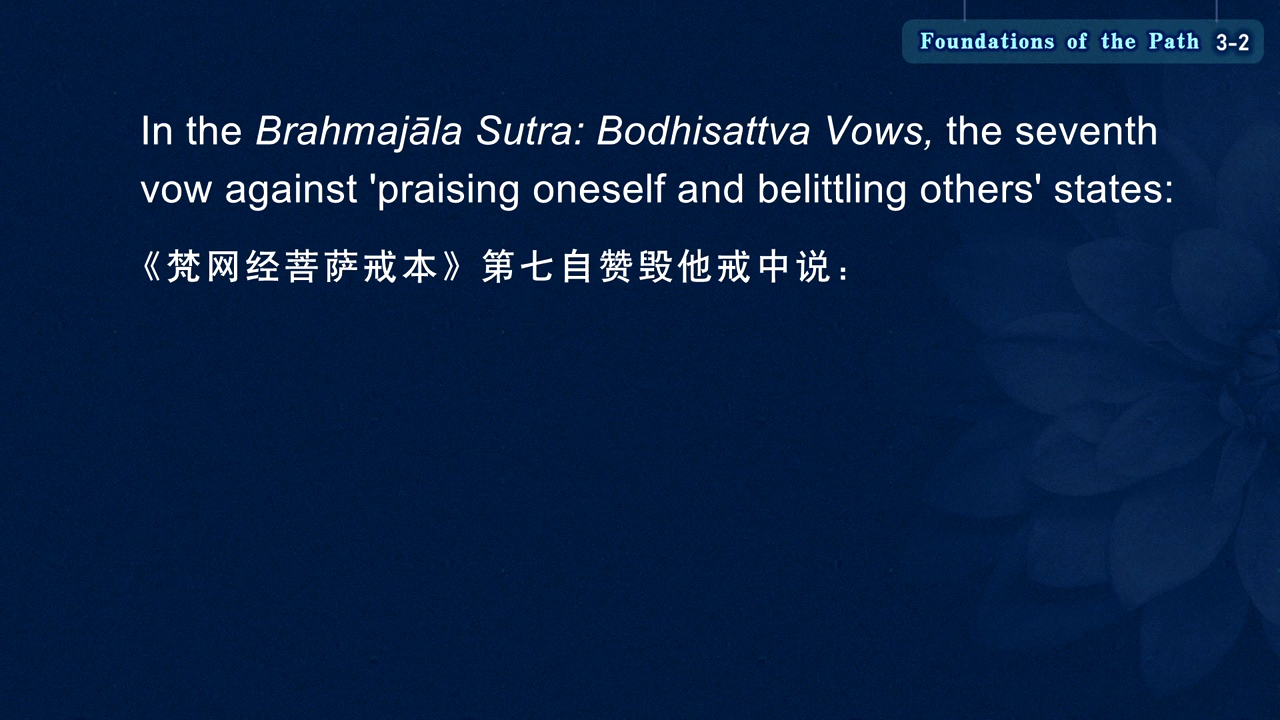 Foundations of the Path 3-2
In the Brahmajāla Sutra: Bodhisattva Vows, the seventh
vow against 'praising oneself and belittling others' states:
《梵网经菩萨戒本》第七自赞毁他戒中说：